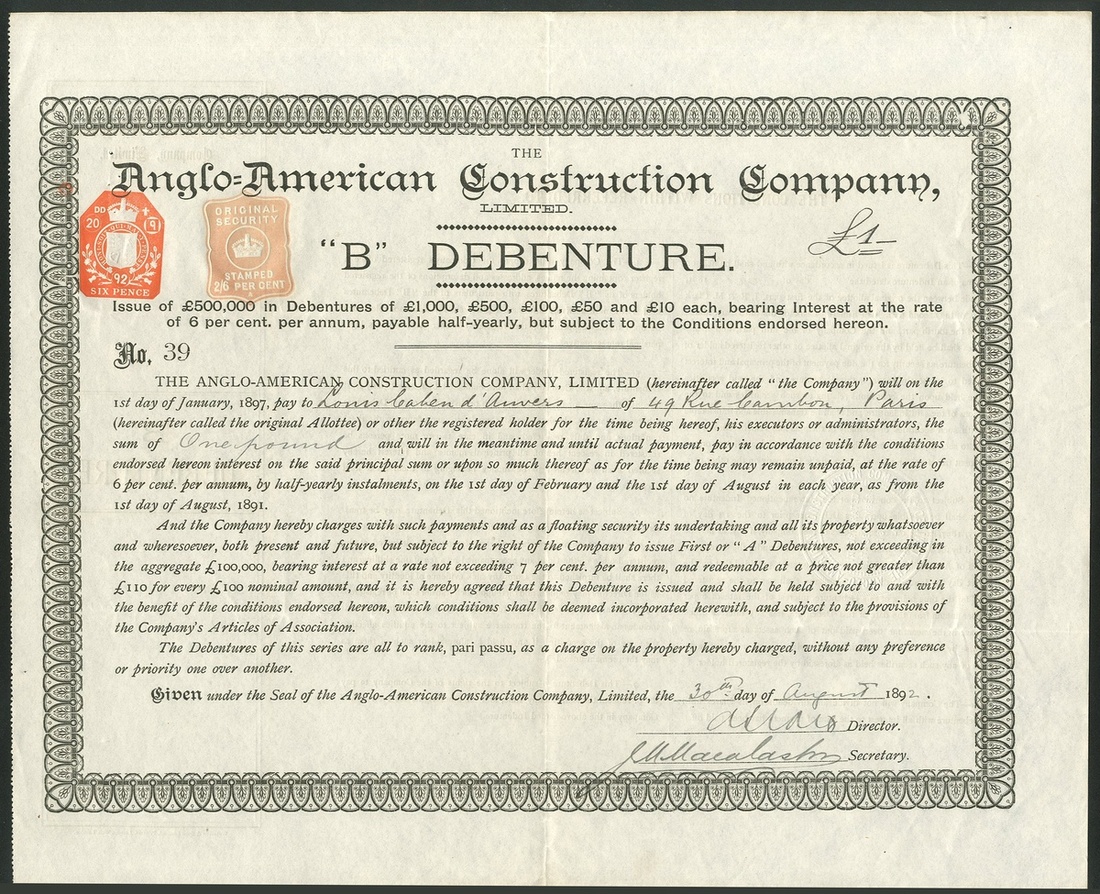 THE
Anglo-American Construction Company,
LIMITED.
£1-
"B" DEBENTURE.
DD
20
92
SIX PENCE
ORIGINAL
SECURITY
STAMPED
2/6 PER CENT
Issue of £500,000 in Debentures of £1,000, £500, £100, £50 and £10 each, bearing Interest at the rate
of 6 per cent. per annum, payable half-yearly, but subject to the Conditions endorsed hereon.
No. 39
THE ANGLO-AMERICAN CONSTRUCTION COMPANY, LIMITED (hereinafter called "the Company") will on the
1st day of January, 1897, pay to Louis Cahen d'Anvers of 49 Rue Cambon, Paris
(hereinafter called the original Allottee) or other the registered holder for the time being hereof, his executors or administrators, the
sum of One pound and will in the meantime and until actual payment, pay in accordance with the conditions
endorsed hereon interest on the said principal sum or upon so much thereof as for the time being may remain unpaid, at the rate of
6 per cent. per annum, by half-yearly instalments, on the 1st day of February and the 1st day of August in each year, as from the
1st day of August, 1891.
And the Company hereby charges with such payments and as a floating security its undertaking and all its property whatsoever
and wheresoever, both present and future, but subject to the right of the Company to issue First or "A" Debentures, not exceeding in
the aggregate £100,000, bearing interest at a rate not exceeding 7 per cent. per annum, and redeemable at a price not greater than
£110 for every £100 nominal amount, and it is hereby agreed that this Debenture is issued and shall be held subject to and with
the benefit of the conditions endorsed hereon, which conditions shall be deemed incorporated herewith, and subject to the provisions of
the Company's Articles of Association.
The Debentures of this series are all to rank, pari passu, as a charge on the property hereby charged, without any preference
or priority one over another.
Given under the Seal of the Anglo-American Construction Company, Limited, the 30th day of August 1892.
Director.
Secretary.